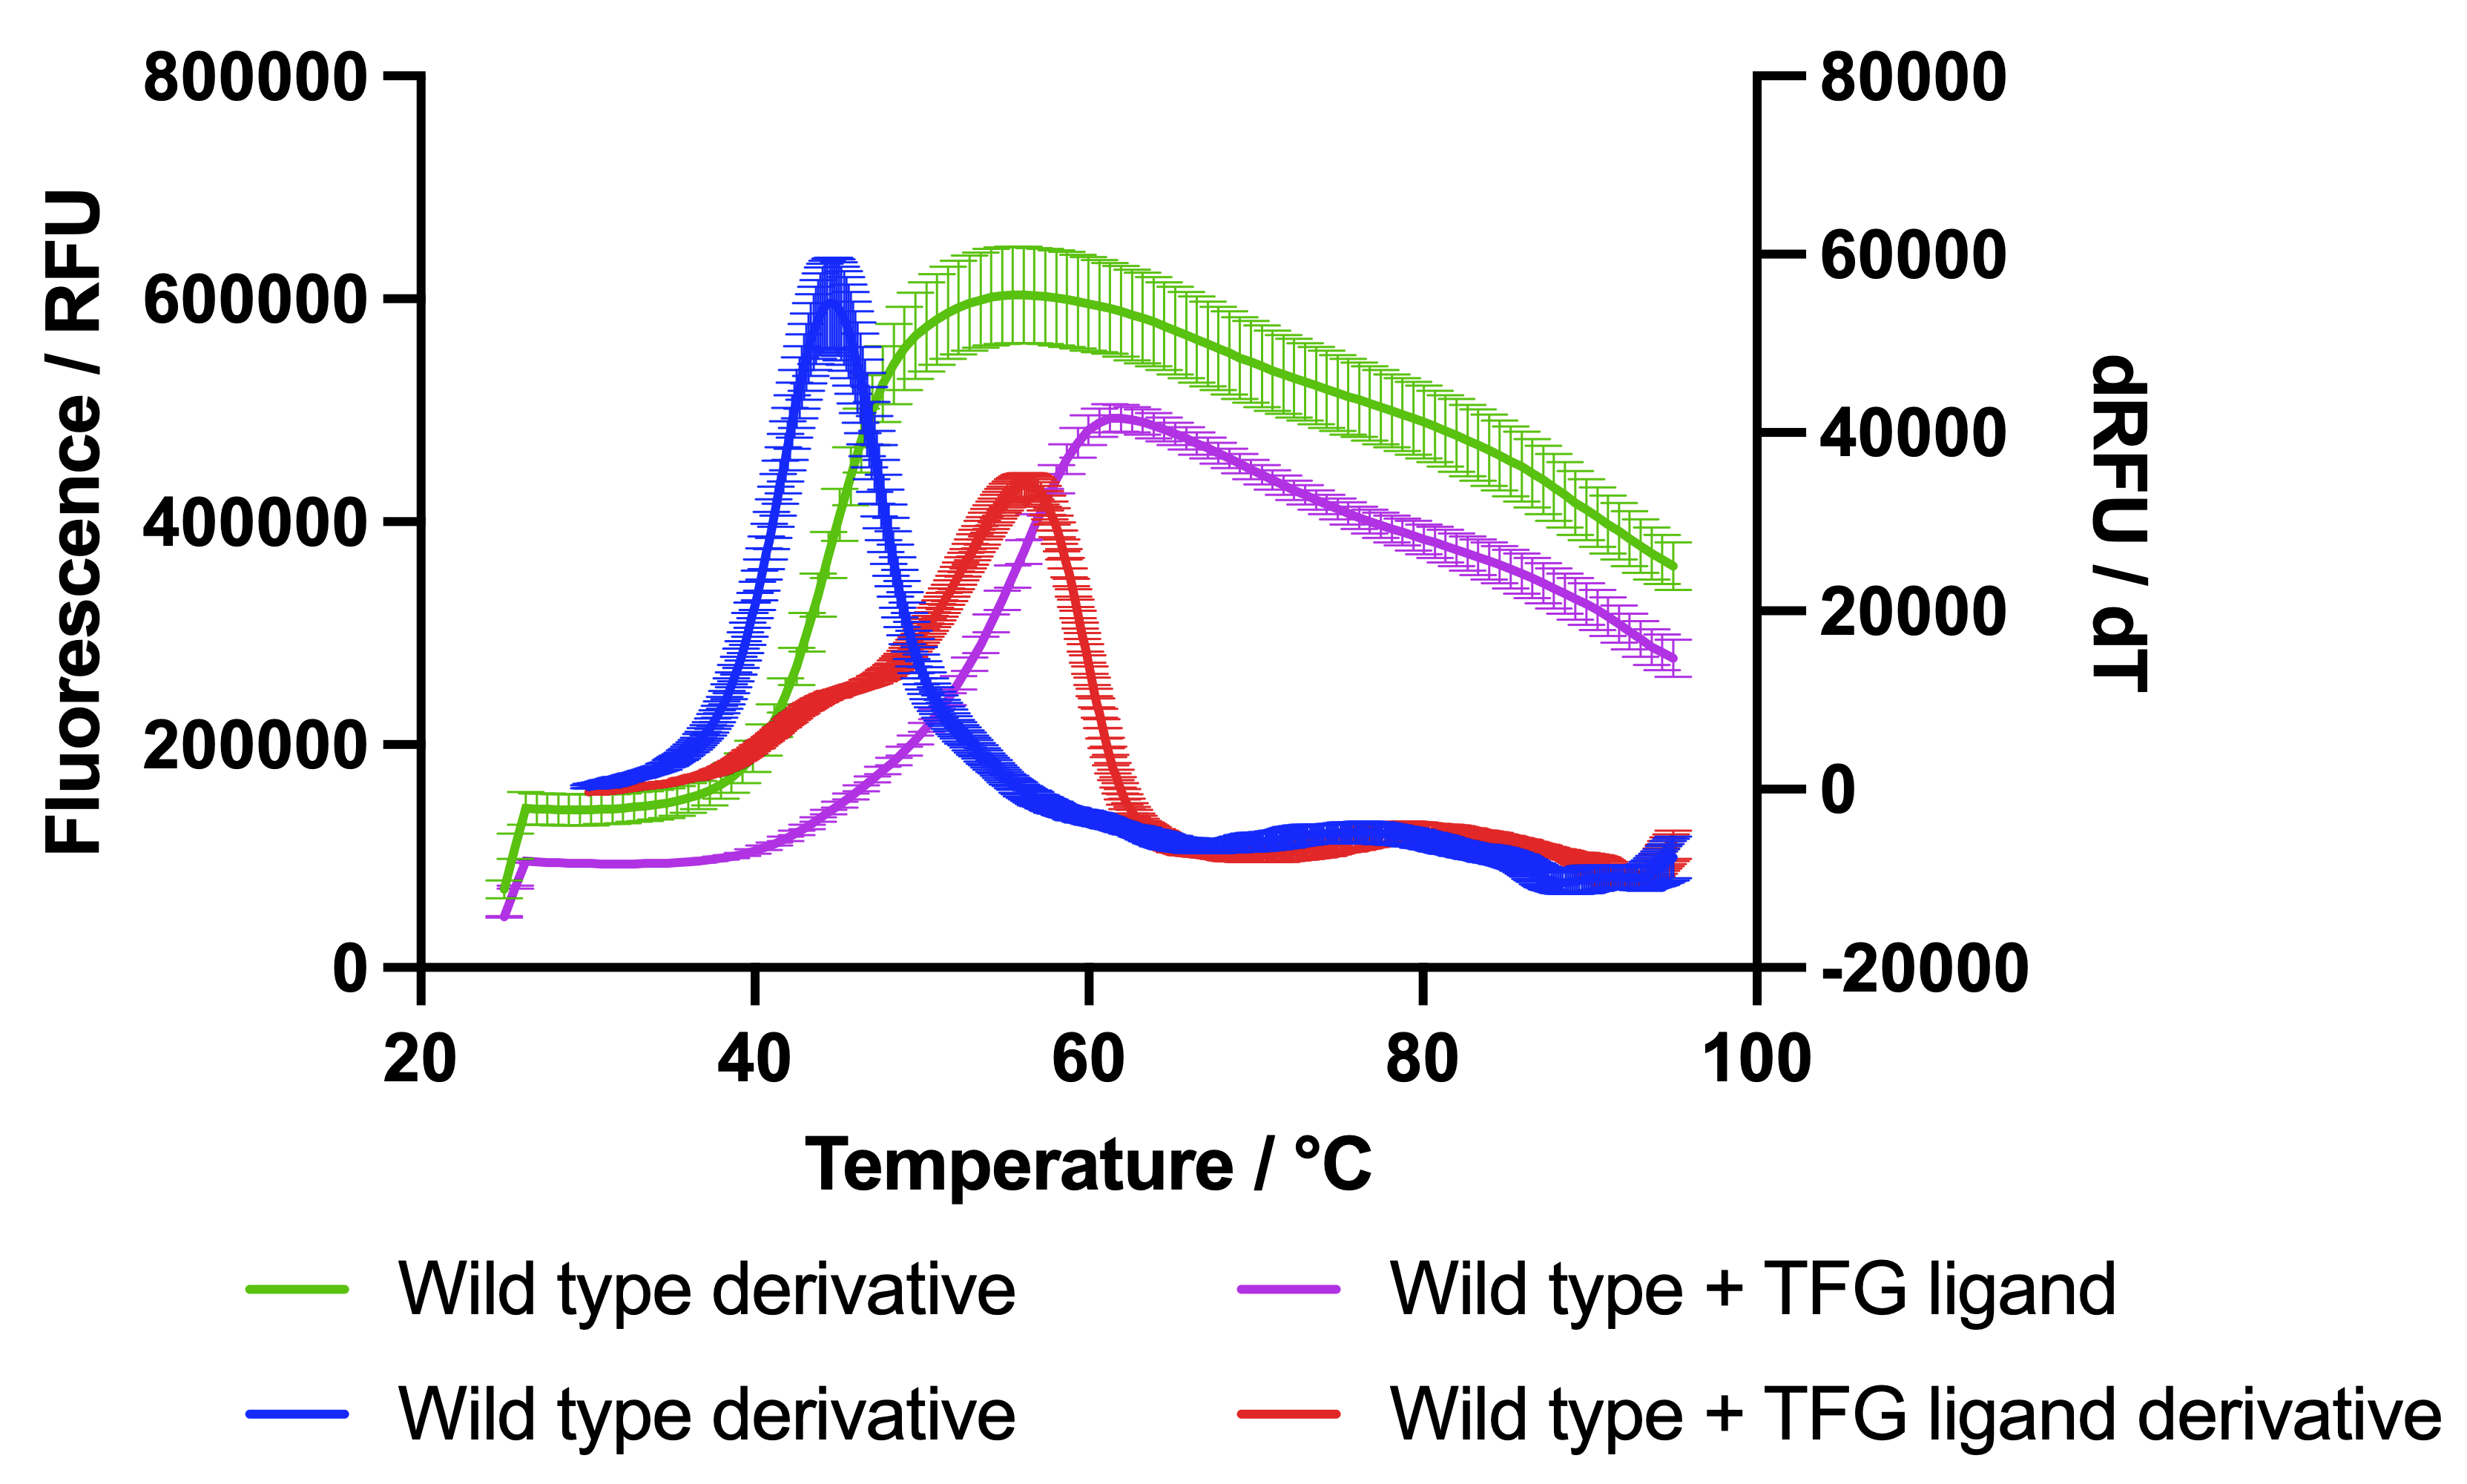 800000
600000
400000
200000
0
Fluorescence / RFU
80000
60000
40000
20000
0
-20000
dRFU / dT
20 40 60 80 100
Temperature / °C
Wild type derivative Wild type + TFG ligand
Wild type derivative Wild type + TFG ligand derivative